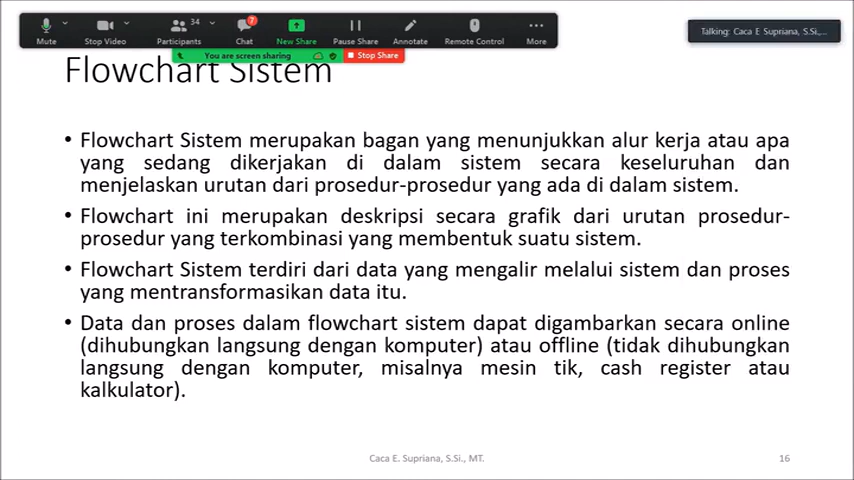 34
7
Mute
Stop Video
Participants
Chat
New Share
Pause Share
Annotate
Remote Control
More
Talking: Caca E Supriana, S.Si.,...
You are screen sharing
Stop Share
Flowchart Sistem
• Flowchart Sistem merupakan bagan yang menunjukkan alur kerja atau apa
yang sedang dikerjakan di dalam sistem secara keseluruhan dan
menjelaskan urutan dari prosedur-prosedur yang ada di dalam sistem.
• Flowchart ini merupakan deskripsi secara grafik dari urutan prosedur-
prosedur yang terkombinasi yang membentuk suatu sistem.
• Flowchart Sistem terdiri dari data yang mengalir melalui sistem dan proses
yang mentransformasikan data itu.
• Data dan proses dalam flowchart sistem dapat digambarkan secara online
(dihubungkan langsung dengan komputer) atau offline (tidak dihubungkan
langsung dengan komputer, misalnya mesin tik, cash register atau
kalkulator).
Caca E. Supriana, S.Si., MT.
16